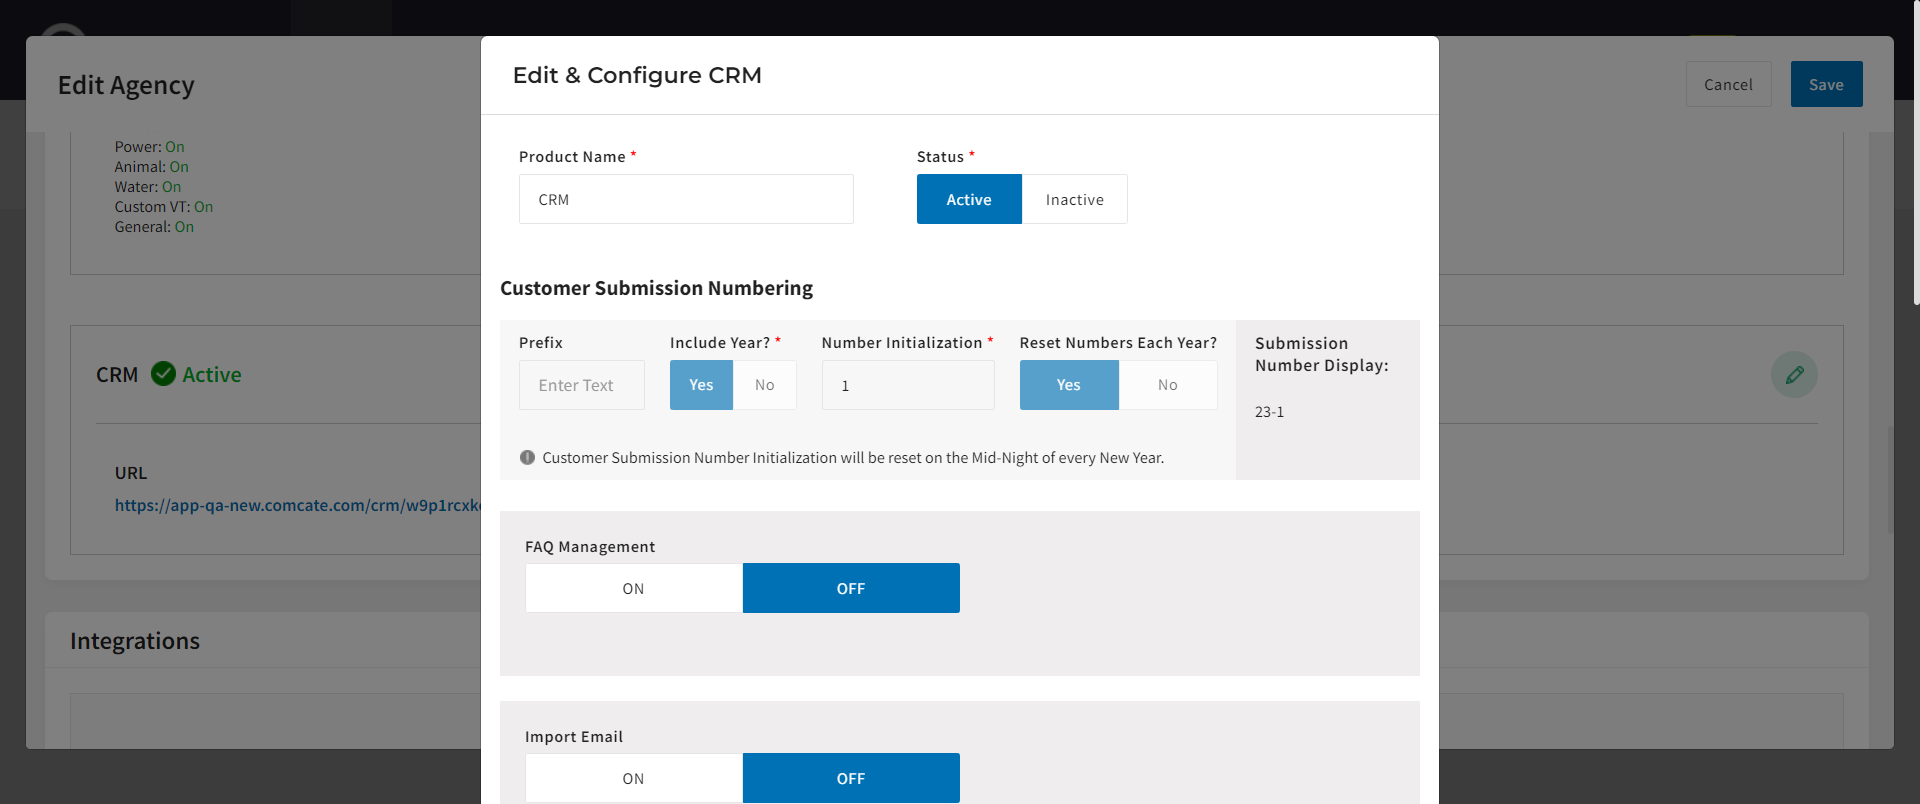 Edit & Configure CRM
Edit Agency
Cancel
Save
Power: On
Animal: On
Water: On
Custom VT: On
General: On
CRM Active
URL
https://app-qa-new.comcate.com/crm/w9p1rcxk
Integrations
Product Name *
CRM
Status *
Active
Inactive
Customer Submission Numbering
Prefix
Enter Text
Include Year? *
Yes
No
Number Initialization *
1
Reset Numbers Each Year?
Yes
No
Submission
Number Display:
23-1
Customer Submission Number Initialization will be reset on the Mid-Night of every New Year.
FAQ Management
ON
OFF
Import Email
ON
OFF